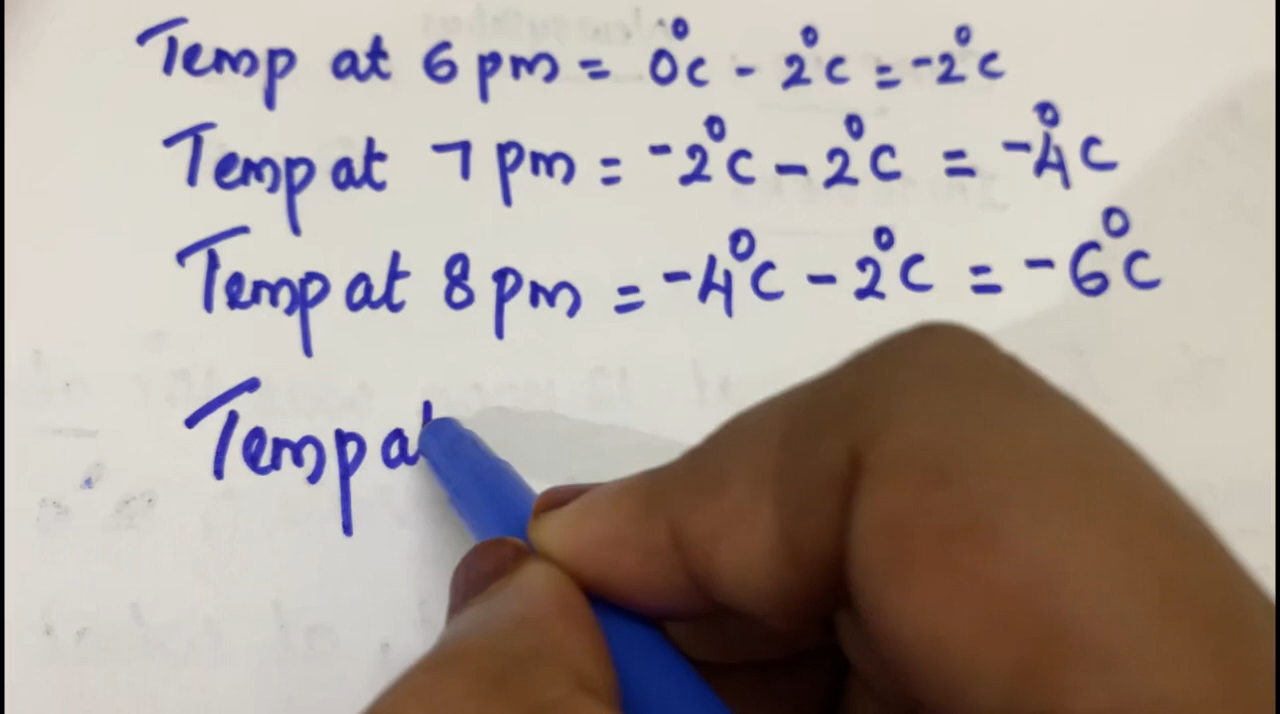 Temp at 6 pm = 0°c - 2°c = -2°c
Temp at 7 pm = -2°c - 2°c = -4°c
Temp at 8 pm = -4°c - 2°c = -6°c
Temp at